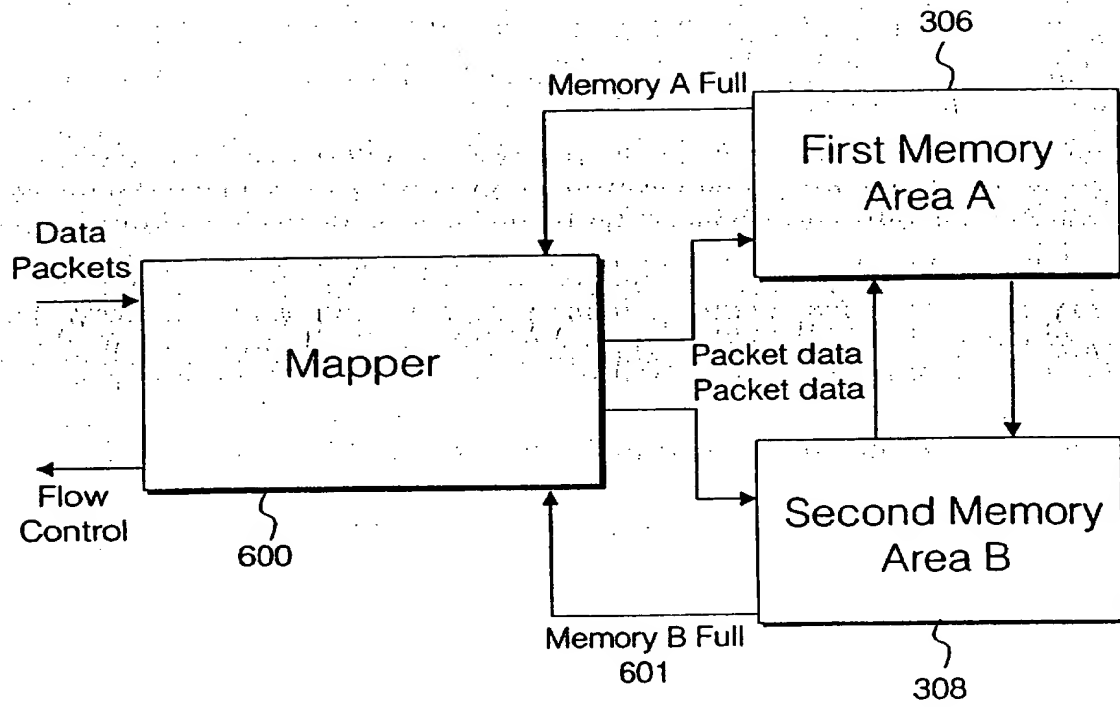 306
Memory A Full
First Memory
Area A
Data
Packets
Mapper
Packet data
Packet data
Flow
Control
600
Second Memory
Area B
Memory B Full
601
308